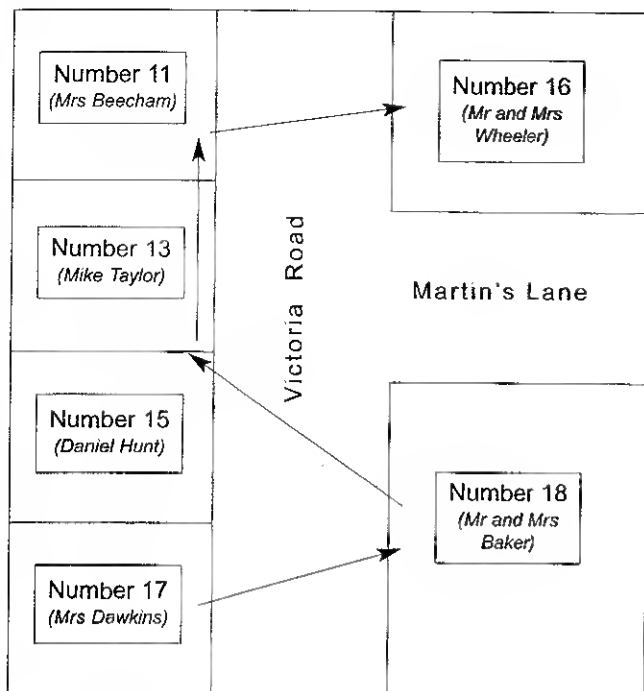 Number 11
(Mrs Beecham)
Number 16
(Mr and Mrs
Wheeler)
Number 13
(Mike Taylor)
Victoria Road
Martin's Lane
Number 15
(Daniel Hunt)
Number 18
(Mr and Mrs
Baker)
Number 17
(Mrs Dawkins)